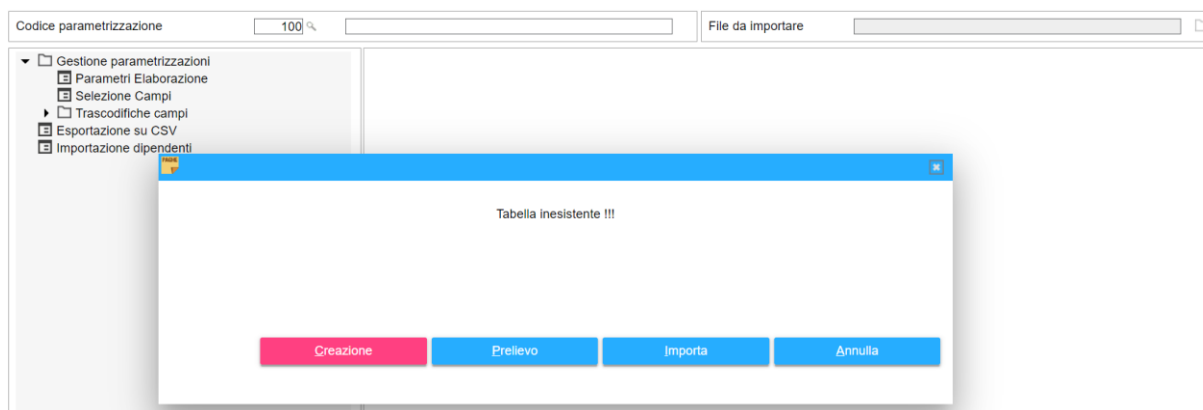 Codice parametrizzazione 100 File da importare
Gestione parametrizzazioni
Parametri Elaborazione
Selezione Campi
Trascodifiche campi
Esportazione su CSV
Importazione dipendenti
Tabella inesistente !!!
Creazione Prelievo Importa Annulla